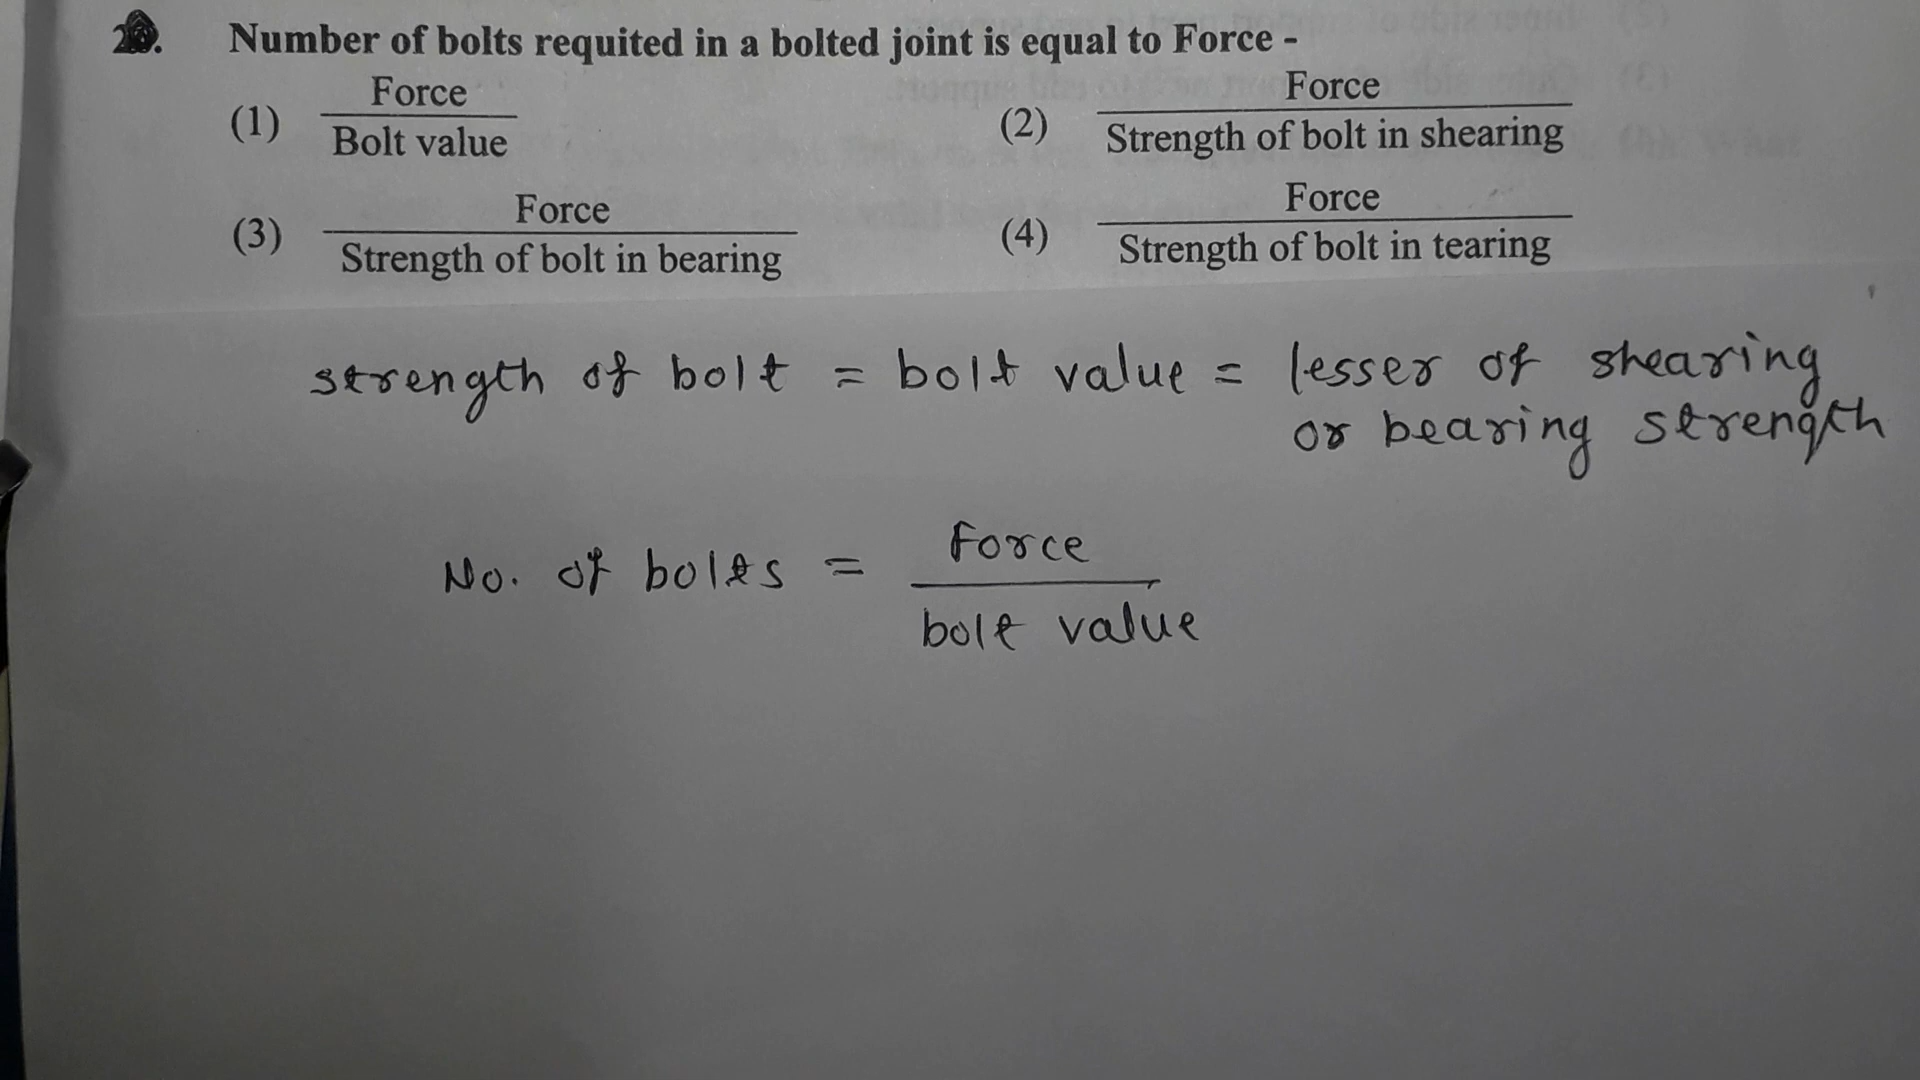 Number of bolts requited in a bolted joint is equal to Force -
(1) Force / Bolt value
(2) Force / Strength of bolt in shearing
(3) Force / Strength of bolt in bearing
(4) Force / Strength of bolt in tearing
strength of bolt = bolt value = lesser of shearing
or bearing strength
No. of bolts = Force / bolt value